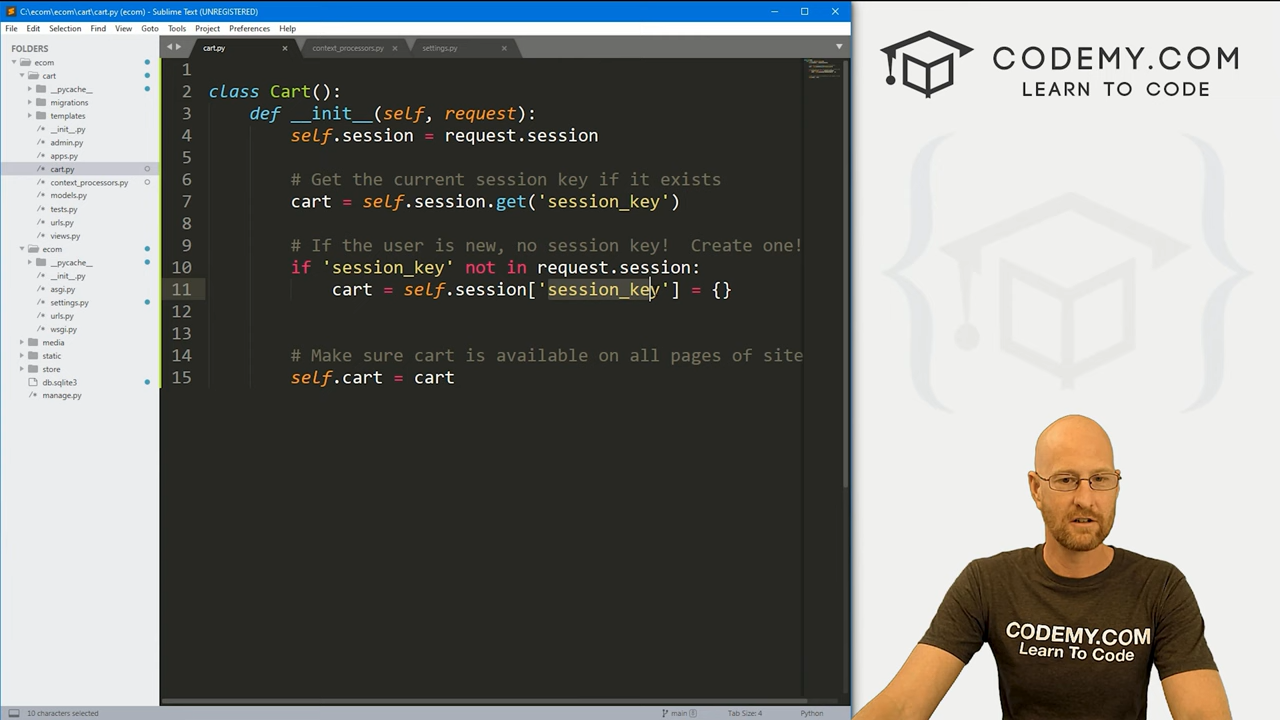 C:\ecom\ecom\cart\cart.py (ecom) - Sublime Text (UNREGISTERED)
File Edit Selection Find View Goto Tools Project Preferences Help
FOLDERS
ecom
cart
__pycache__
migrations
templates
__init__.py
admin.py
apps.py
cart.py
context_processors.py
models.py
tests.py
urls.py
views.py
ecom
__pycache__
__init__.py
asgi.py
settings.py
urls.py
wsgi.py
media
static
store
db.sqlite3
manage.py
cart.py context_processors.py settings.py
1
2 class Cart():
3 def __init__(self, request):
4 self.session = request.session
5
6 # Get the current session key if it exists
7 cart = self.session.get('session_key')
8
9 # If the user is new, no session key!  Create one!
10 if 'session_key' not in request.session:
11 cart = self.session['session_key'] = {}
12
13
14 # Make sure cart is available on all pages of site
15 self.cart = cart
10 characters selected
main
Tab Size: 4
Python
CODEMY.COM
LEARN TO CODE
CODEMY.COM
Learn To Code